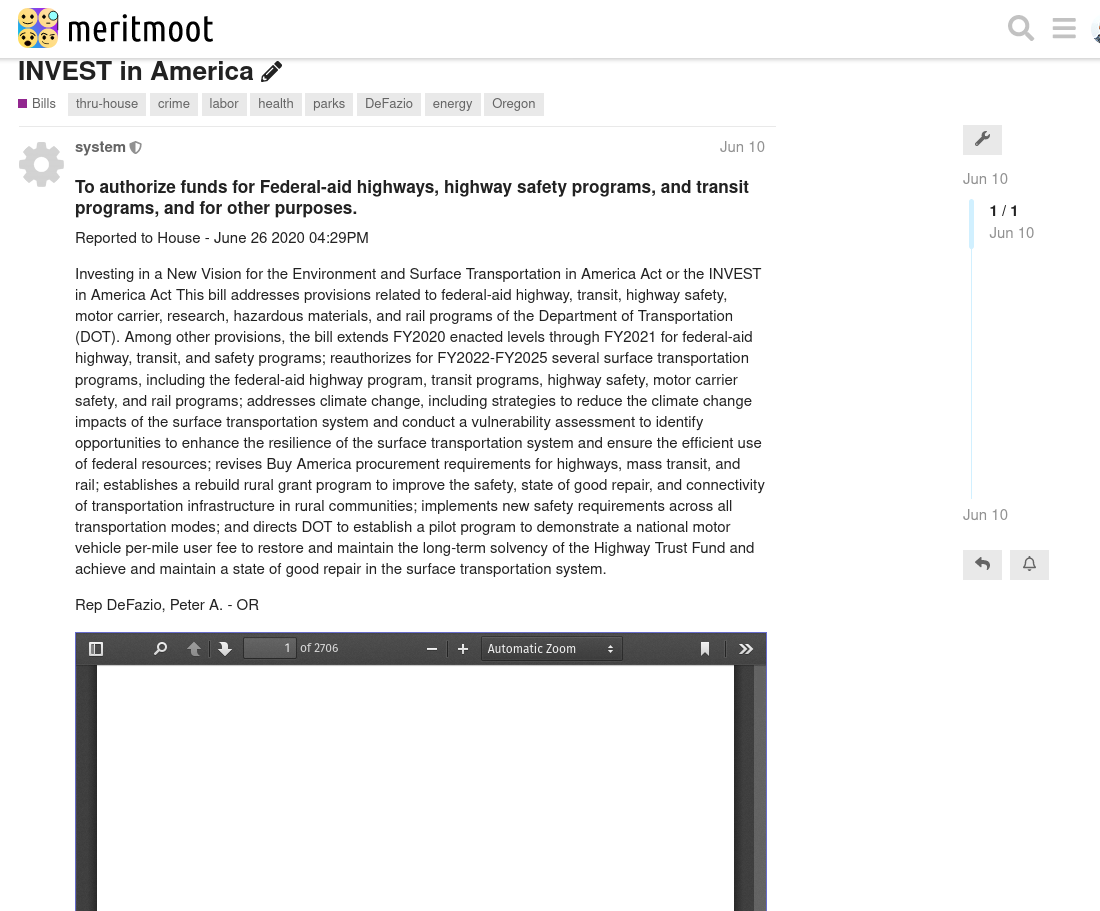 meritmoot
INVEST in America
Bills thru-house crime labor health parks DeFazio energy Oregon
system Jun 10
To authorize funds for Federal-aid highways, highway safety programs, and transit
programs, and for other purposes.
Reported to House - June 26 2020 04:29PM
Investing in a New Vision for the Environment and Surface Transportation in America Act or the INVEST
in America Act This bill addresses provisions related to federal-aid highway, transit, highway safety,
motor carrier, research, hazardous materials, and rail programs of the Department of Transportation
(DOT). Among other provisions, the bill extends FY2020 enacted levels through FY2021 for federal-aid
highway, transit, and safety programs; reauthorizes for FY2022-FY2025 several surface transportation
programs, including the federal-aid highway program, transit programs, highway safety, motor carrier
safety, and rail programs; addresses climate change, including strategies to reduce the climate change
impacts of the surface transportation system and conduct a vulnerability assessment to identify
opportunities to enhance the resilience of the surface transportation system and ensure the efficient use
of federal resources; revises Buy America procurement requirements for highways, mass transit, and
rail; establishes a rebuild rural grant program to improve the safety, state of good repair, and connectivity
of transportation infrastructure in rural communities; implements new safety requirements across all
transportation modes; and directs DOT to establish a pilot program to demonstrate a national motor
vehicle per-mile user fee to restore and maintain the long-term solvency of the Highway Trust Fund and
achieve and maintain a state of good repair in the surface transportation system.
Rep DeFazio, Peter A. - OR
1 of 2706 Automatic Zoom
Jun 10
1 / 1
Jun 10
Jun 10